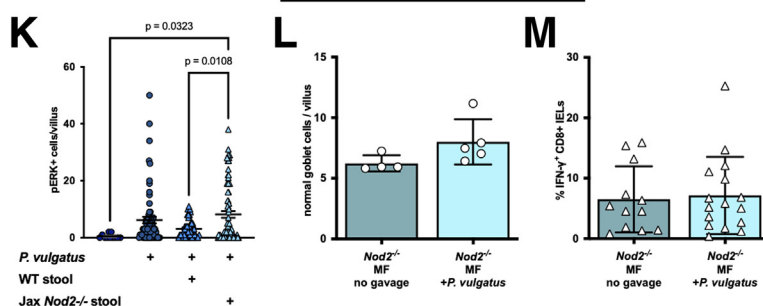 K
p = 0.0323
p = 0.0108
pERK+ cells/villus
60
40
20
0
P. vulgatus + + +
WT stool +
Jax Nod2-/- stool +
L
normal goblet cells / villus
15
10
5
0
Nod2-/-
MF
no gavage
Nod2-/-
MF
+P. vulgatus
M
% IFN-γ+ CD8+ IELs
30
20
10
0
Nod2-/-
MF
no gavage
Nod2-/-
MF
+P. vulgatus